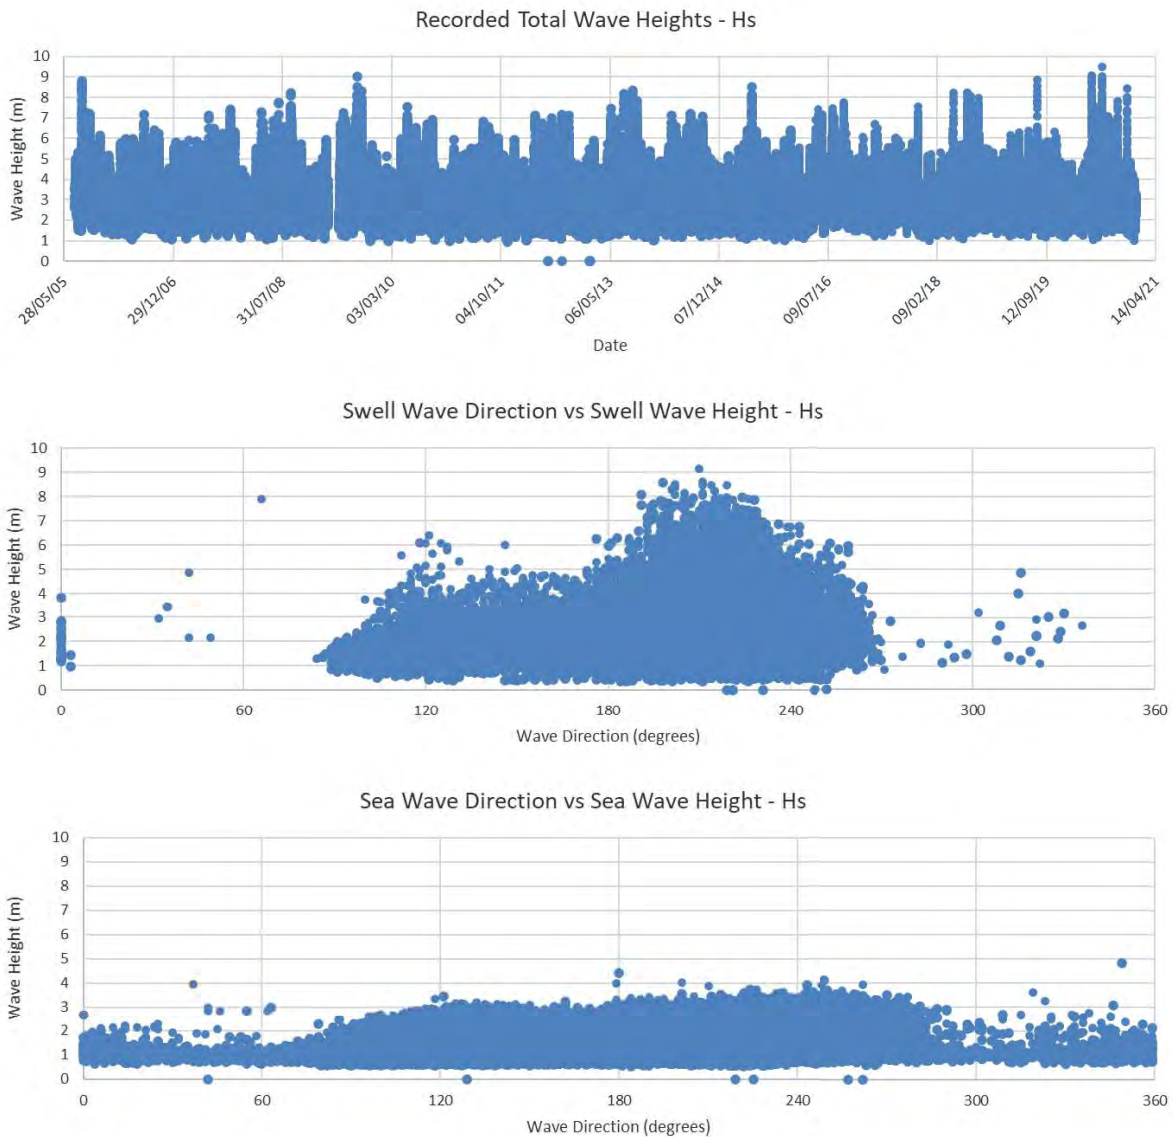 Recorded Total Wave Heights - Hs
10
9
8
7
6
5
4
3
2
1
0
Wave Height (m)
28/05/05 29/12/06 31/07/08 03/03/10 04/10/11 06/05/13 07/12/14 09/07/16 09/02/18 12/09/19 14/04/21
Date
Swell Wave Direction vs Swell Wave Height - Hs
10
9
8
7
6
5
4
3
2
1
0
Wave Height (m)
0 60 120 180 240 300 360
Wave Direction (degrees)
Sea Wave Direction vs Sea Wave Height - Hs
10
9
8
7
6
5
4
3
2
1
0
Wave Height (m)
0 60 120 180 240 300 360
Wave Direction (degrees)